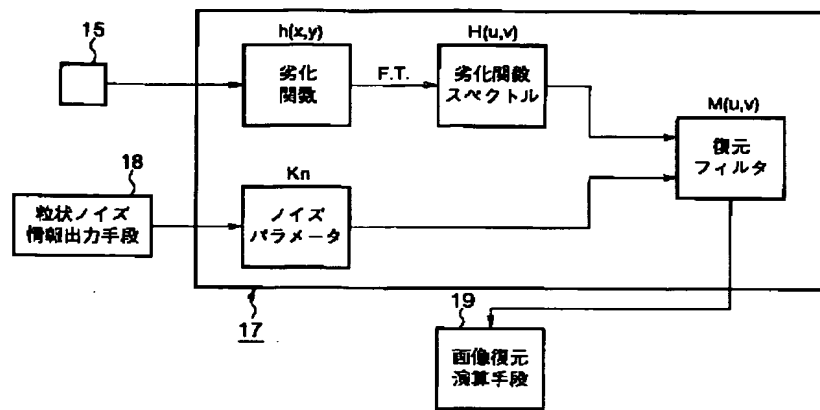 15
h(x,y)
劣化
関数
F.T.
H(u,v)
劣化関数
スペクトル
M(u,v)
復元
フィルタ
18
粒状ノイズ
情報出力手段
Kn
ノイズ
パラメータ
17
19
画像復元
演算手段